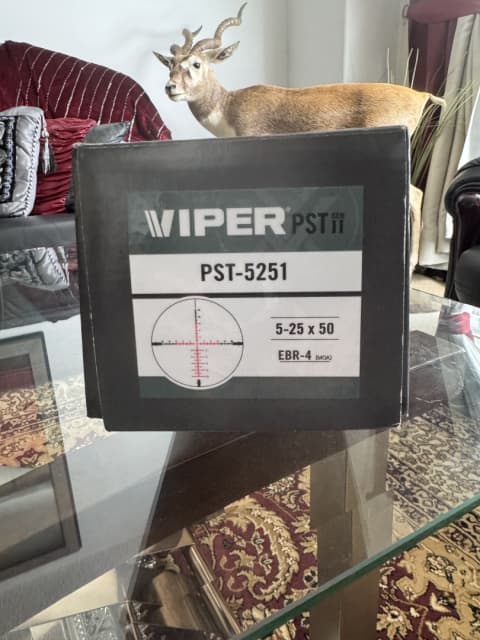 VIPER® PST GEN II
PST-5251
5-25 x 50
EBR-4 (MOA)